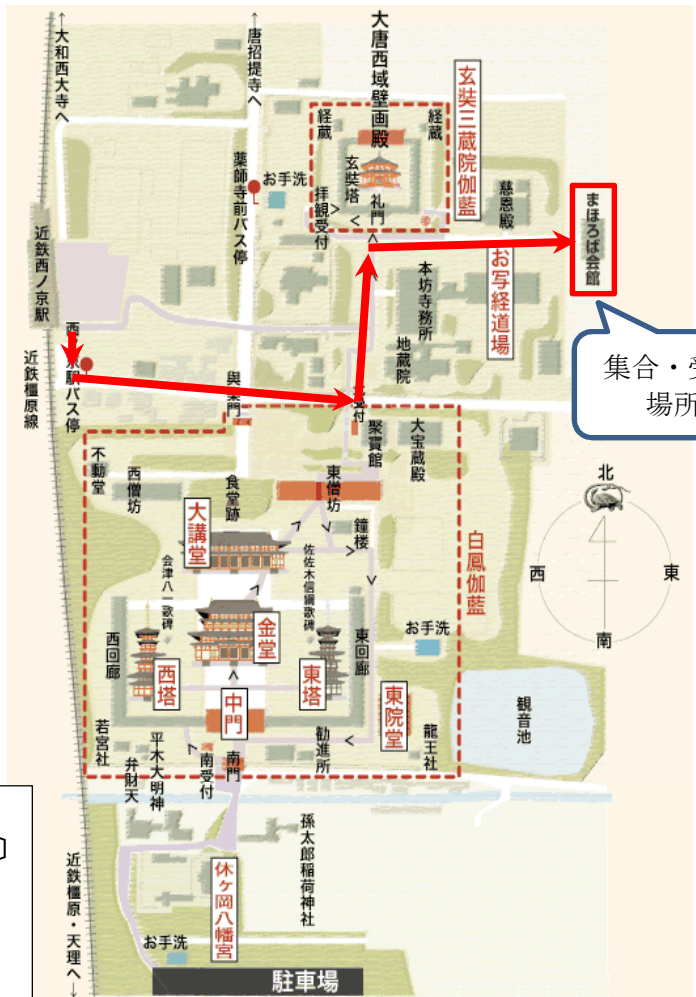 ←大和西大寺へ
←唐招提寺へ
大唐西域壁画殿
玄奘三蔵院伽藍
経蔵
経蔵
玄奘塔
お手洗
薬師寺前バス停
拝観受付
礼門
慈恩殿
まほろば会館
近鉄西ノ京駅
お写経道場
本坊寺務所
地蔵院
近鉄橿原線
バス停
與楽門
受付
集合・
場所
聚寳館
大宝蔵殿
不動堂
西僧坊
食堂跡
東僧坊
北
西
東
南
大講堂
鐘楼
白鳳伽藍
会津八一歌碑
佐佐木信綱歌碑
金堂
西回廊
東回廊
お手洗
西塔
東塔
中門
東院堂
観音池
若宮社
平木大明神
弁財天
南受付
南門
勧進所
龍王社
孫太郎稲荷神社
休ヶ岡八幡宮
近鉄橿原・天理へ→
お手洗
駐車場